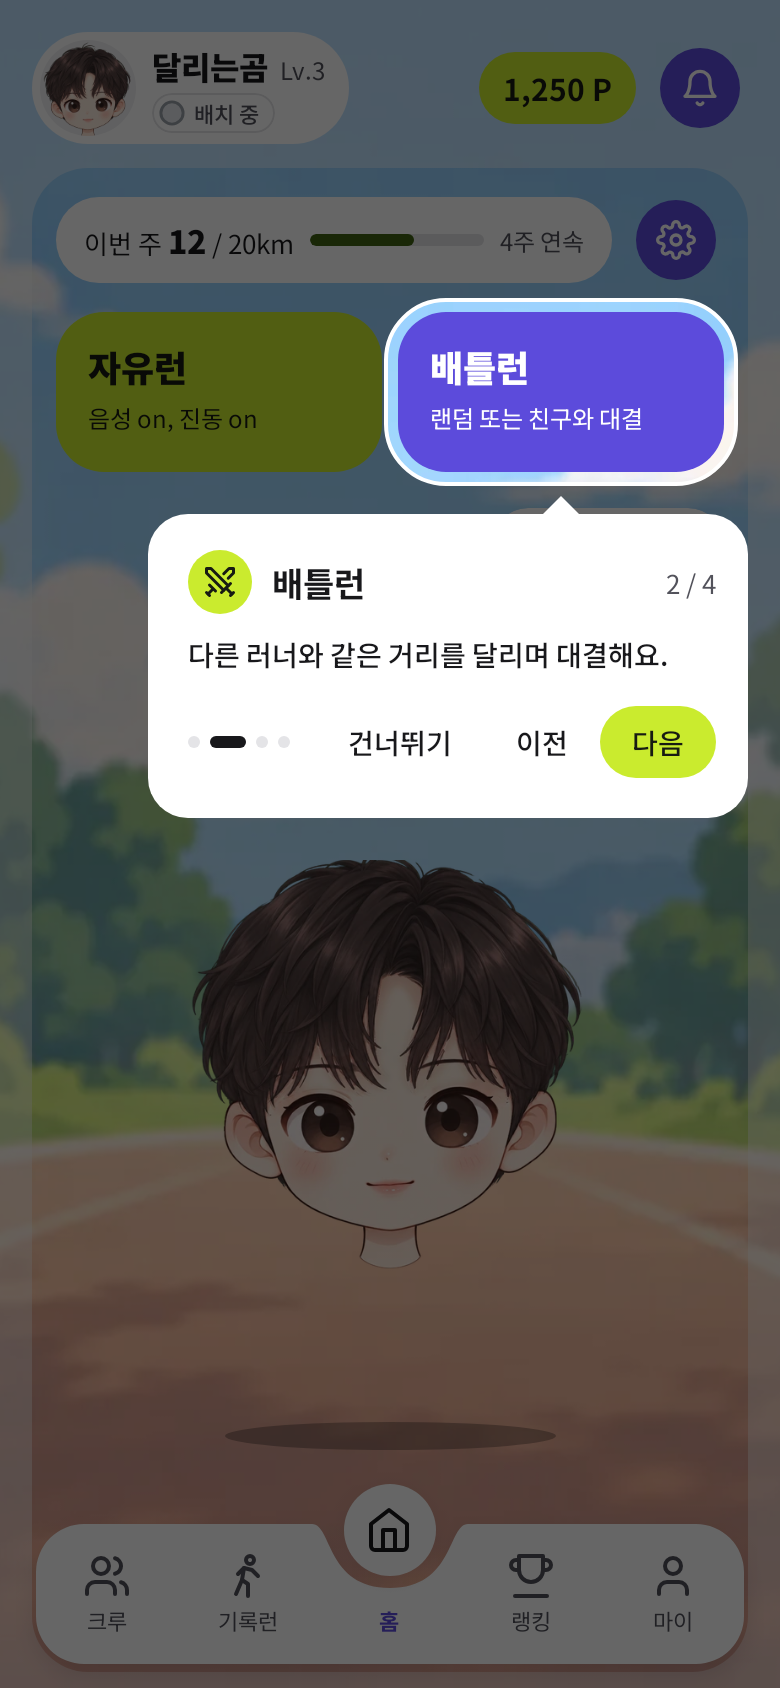 달리는곰 Lv.3
배치 중
1,250 P
이번 주 12 / 20km
4주 연속
자유런
음성 on, 진동 on
배틀런
랜덤 또는 친구와 대결
배틀런
2 / 4
다른 러너와 같은 거리를 달리며 대결해요.
건너뛰기
이전
다음
크루
기록런
홈
랭킹
마이